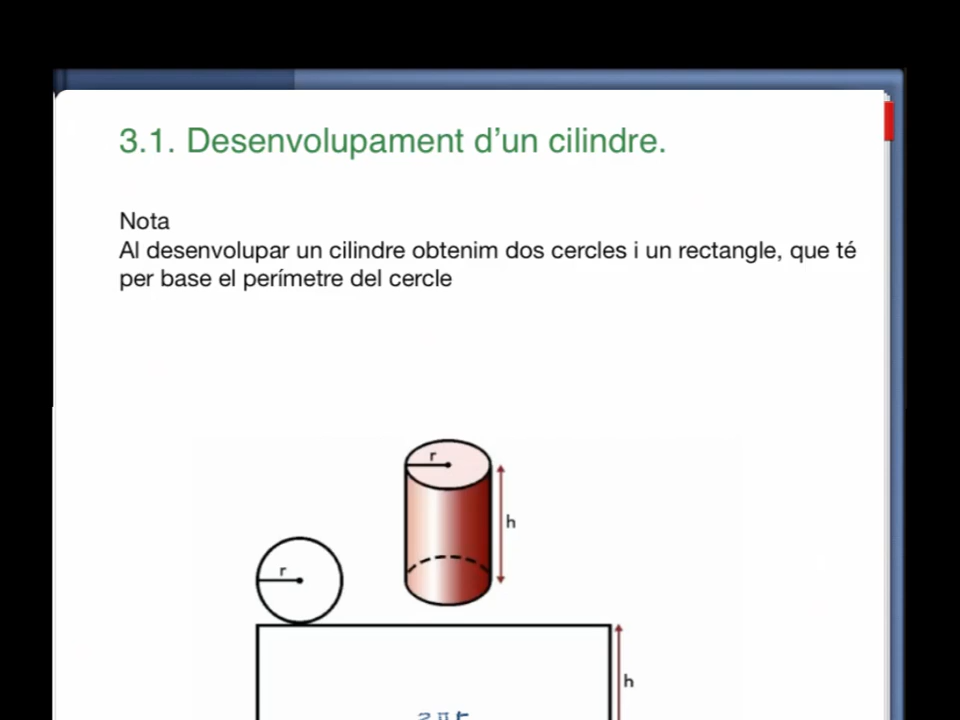 3.1. Desenvolupament d’un cilindre.
Nota
Al desenvolupar un cilindre obtenim dos cercles i un rectangle, que té
per base el perímetre del cercle
r
h
r
h